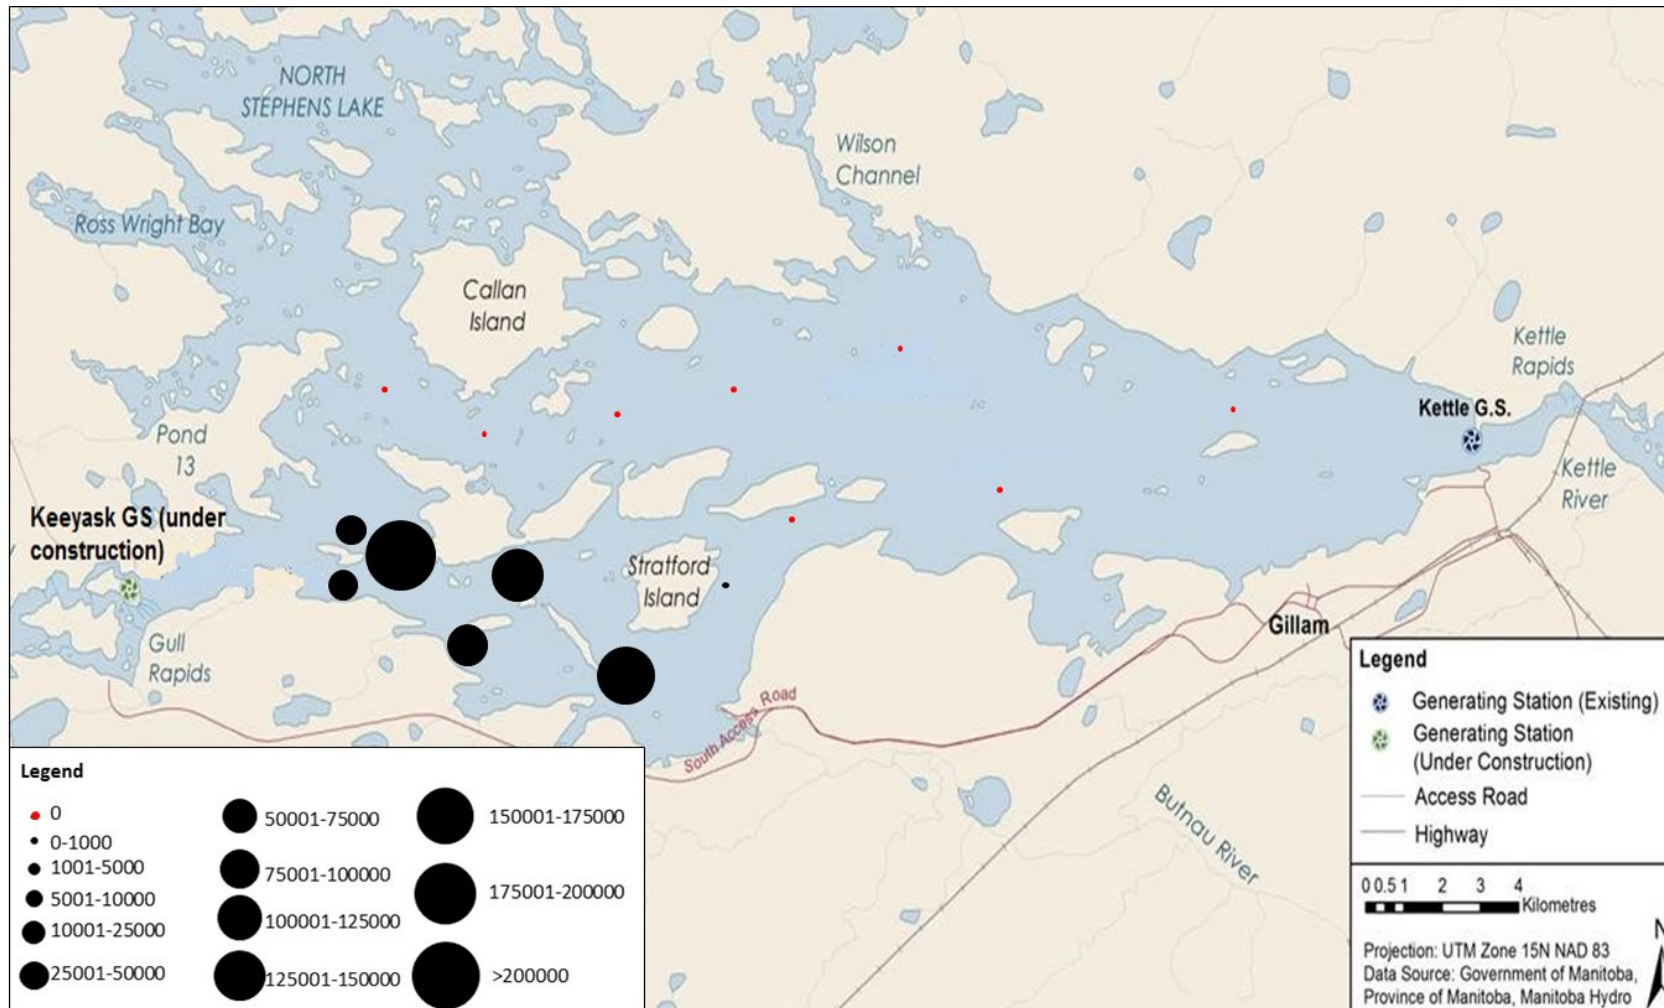 NORTH
STEPHENS LAKE
Wilson
Channel
Ross Wright Bay
Callan
Island
Kettle
Rapids
Kettle G.S.
Pond
13
Kettle
River
Keeyask GS (under
construction)
Stratford
Island
Gull
Rapids
Gillam
South Access Road
Butnau River
Legend
Generating Station (Existing)
Generating Station
(Under Construction)
Access Road
Highway
0 0.5 1 2 3 4
Kilometres
Projection: UTM Zone 15N NAD 83
Data Source: Government of Manitoba,
Province of Manitoba, Manitoba Hydro
N
Legend
0
0-1000
1001-5000
5001-10000
10001-25000
25001-50000
50001-75000
75001-100000
100001-125000
125001-150000
150001-175000
175001-200000
>200000